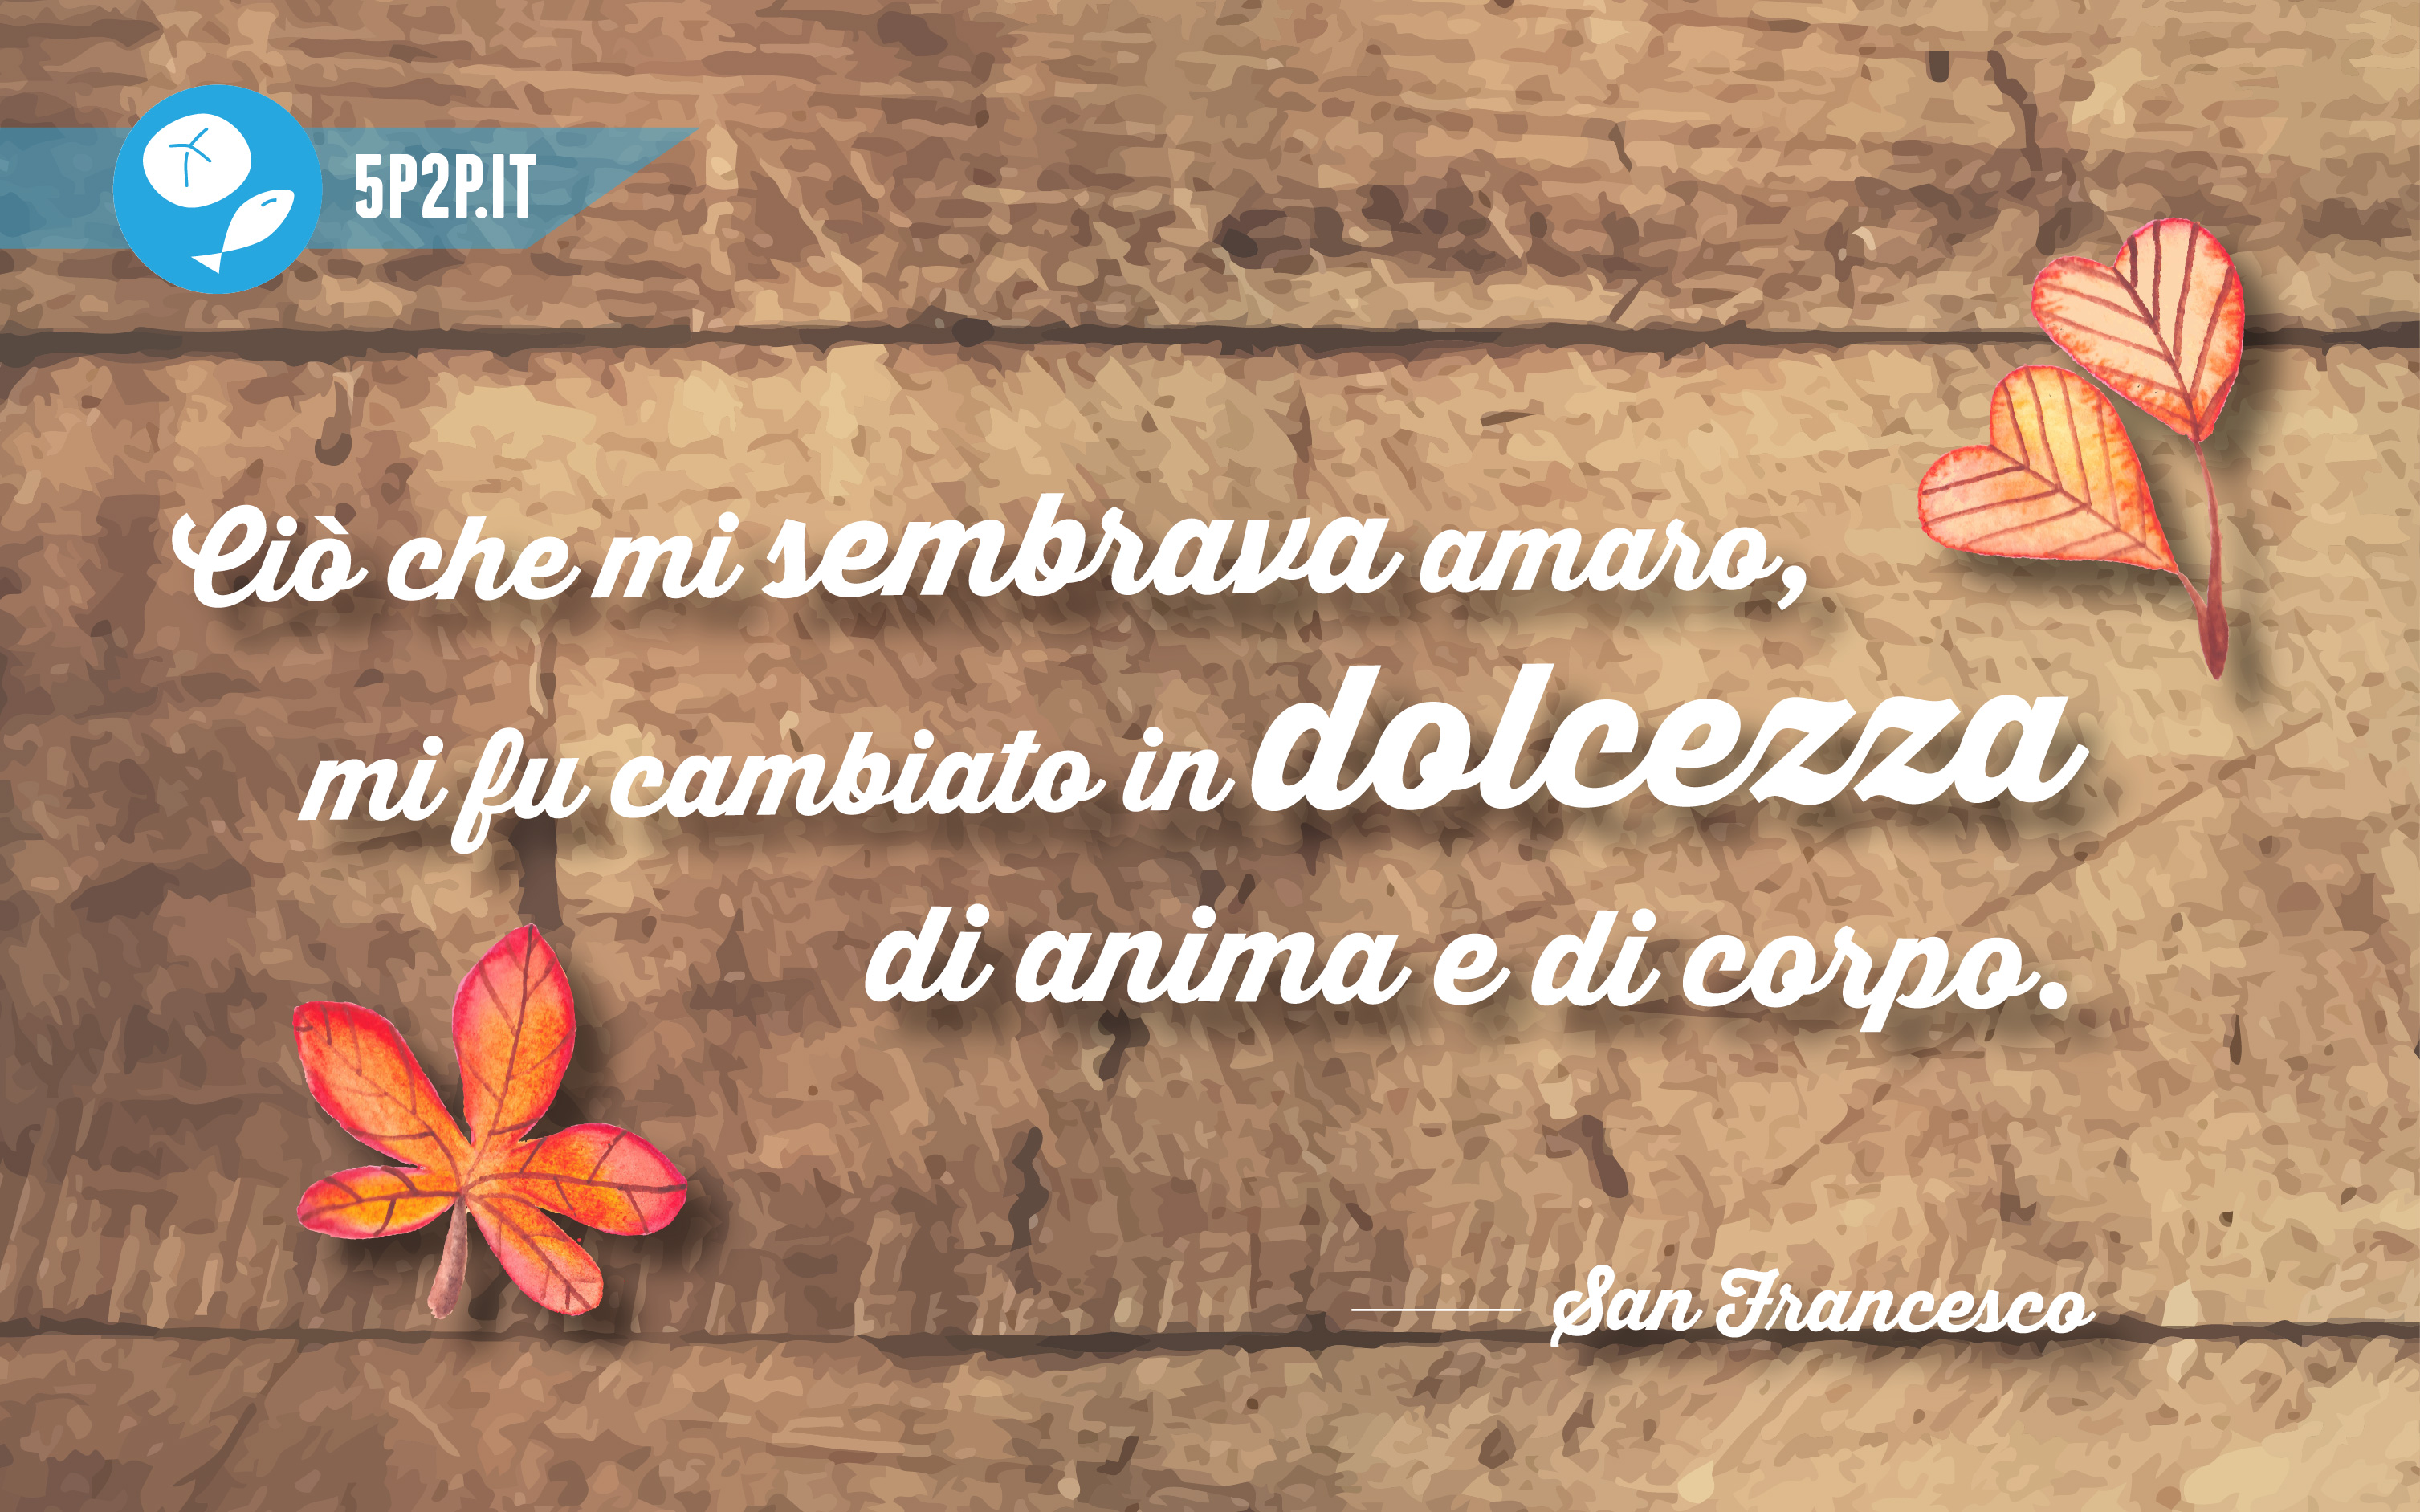 5P2P.IT
Ciò che mi sembrava amaro,
mi fu cambiato in dolcezza
di anima e di corpo.
San Francesco